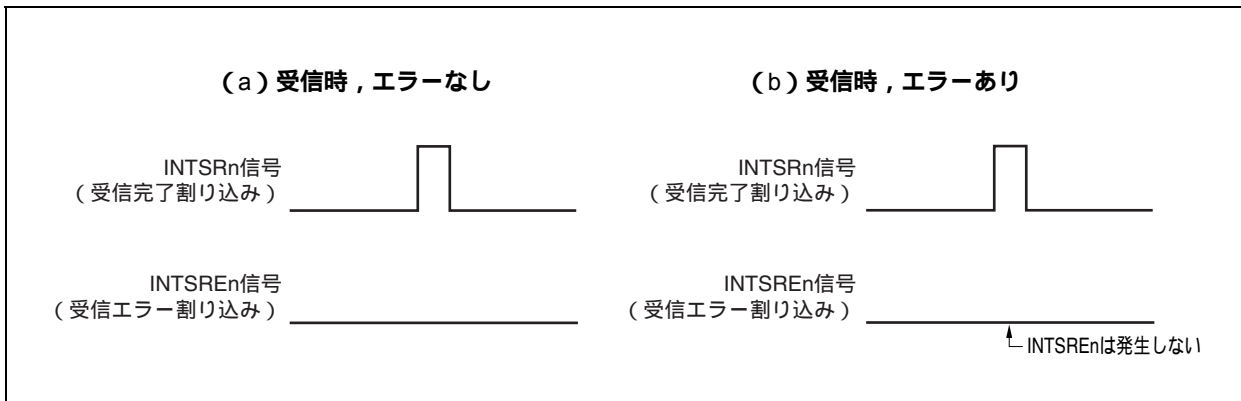 （a）受信時，エラーなし
INTSRn信号
（受信完了割り込み）
INTSREn信号
（受信エラー割り込み）
（b）受信時，エラーあり
INTSRn信号
（受信完了割り込み）
INTSREn信号
（受信エラー割り込み）
INTSREnは発生しない